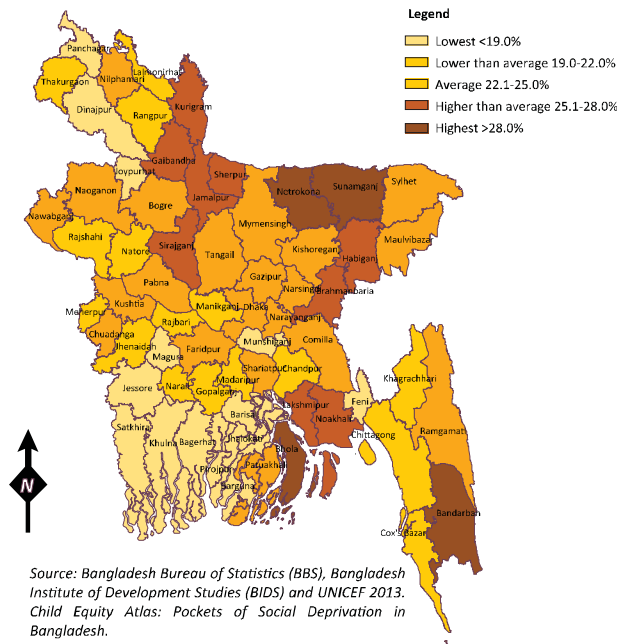 Legend
Lowest <19.0%
Lower than average 19.0-22.0%
Average 22.1-25.0%
Higher than average 25.1-28.0%
Highest >28.0%
Panchagar
Lalmonirhat
Thakurgaon
Nilphamari
Dinajpur
Rangpur
Kurigram
Gaibandha
Joypurhat
Sherpur
Jamalpur
Netrokona
Sunamganj
Sylhet
Naogaon
Bogre
Nawabganj
Mymensingh
Maulvibazar
Rajshahi
Natore
Sirajganj
Tangail
Kishoreganj
Habiganj
Pabna
Gazipur
Narsingdi
Brahmanbaria
Meherpur
Kushtia
Manikganj
Dhaka
Narayanganj
Rajbari
Chuadanga
Jhenaidah
Magura
Faridpur
Munshiganj
Comilla
Shariatpur
Chandpur
Khagrachhari
Jessore
Narail
Madaripur
Gopalganj
Lakshmipur
Feni
Noakhali
Barisal
Satkhira
Khulna
Bagerhat
Jhalokati
Bhola
Chittagong
Ramgamati
Pirojpur
Patuakhali
Barguna
Bandarbah
Cox's Bazar
N
Source: Bangladesh Bureau of Statistics (BBS), Bangladesh
Institute of Development Studies (BIDS) and UNICEF 2013.
Child Equity Atlas: Pockets of Social Deprivation in
Bangladesh.